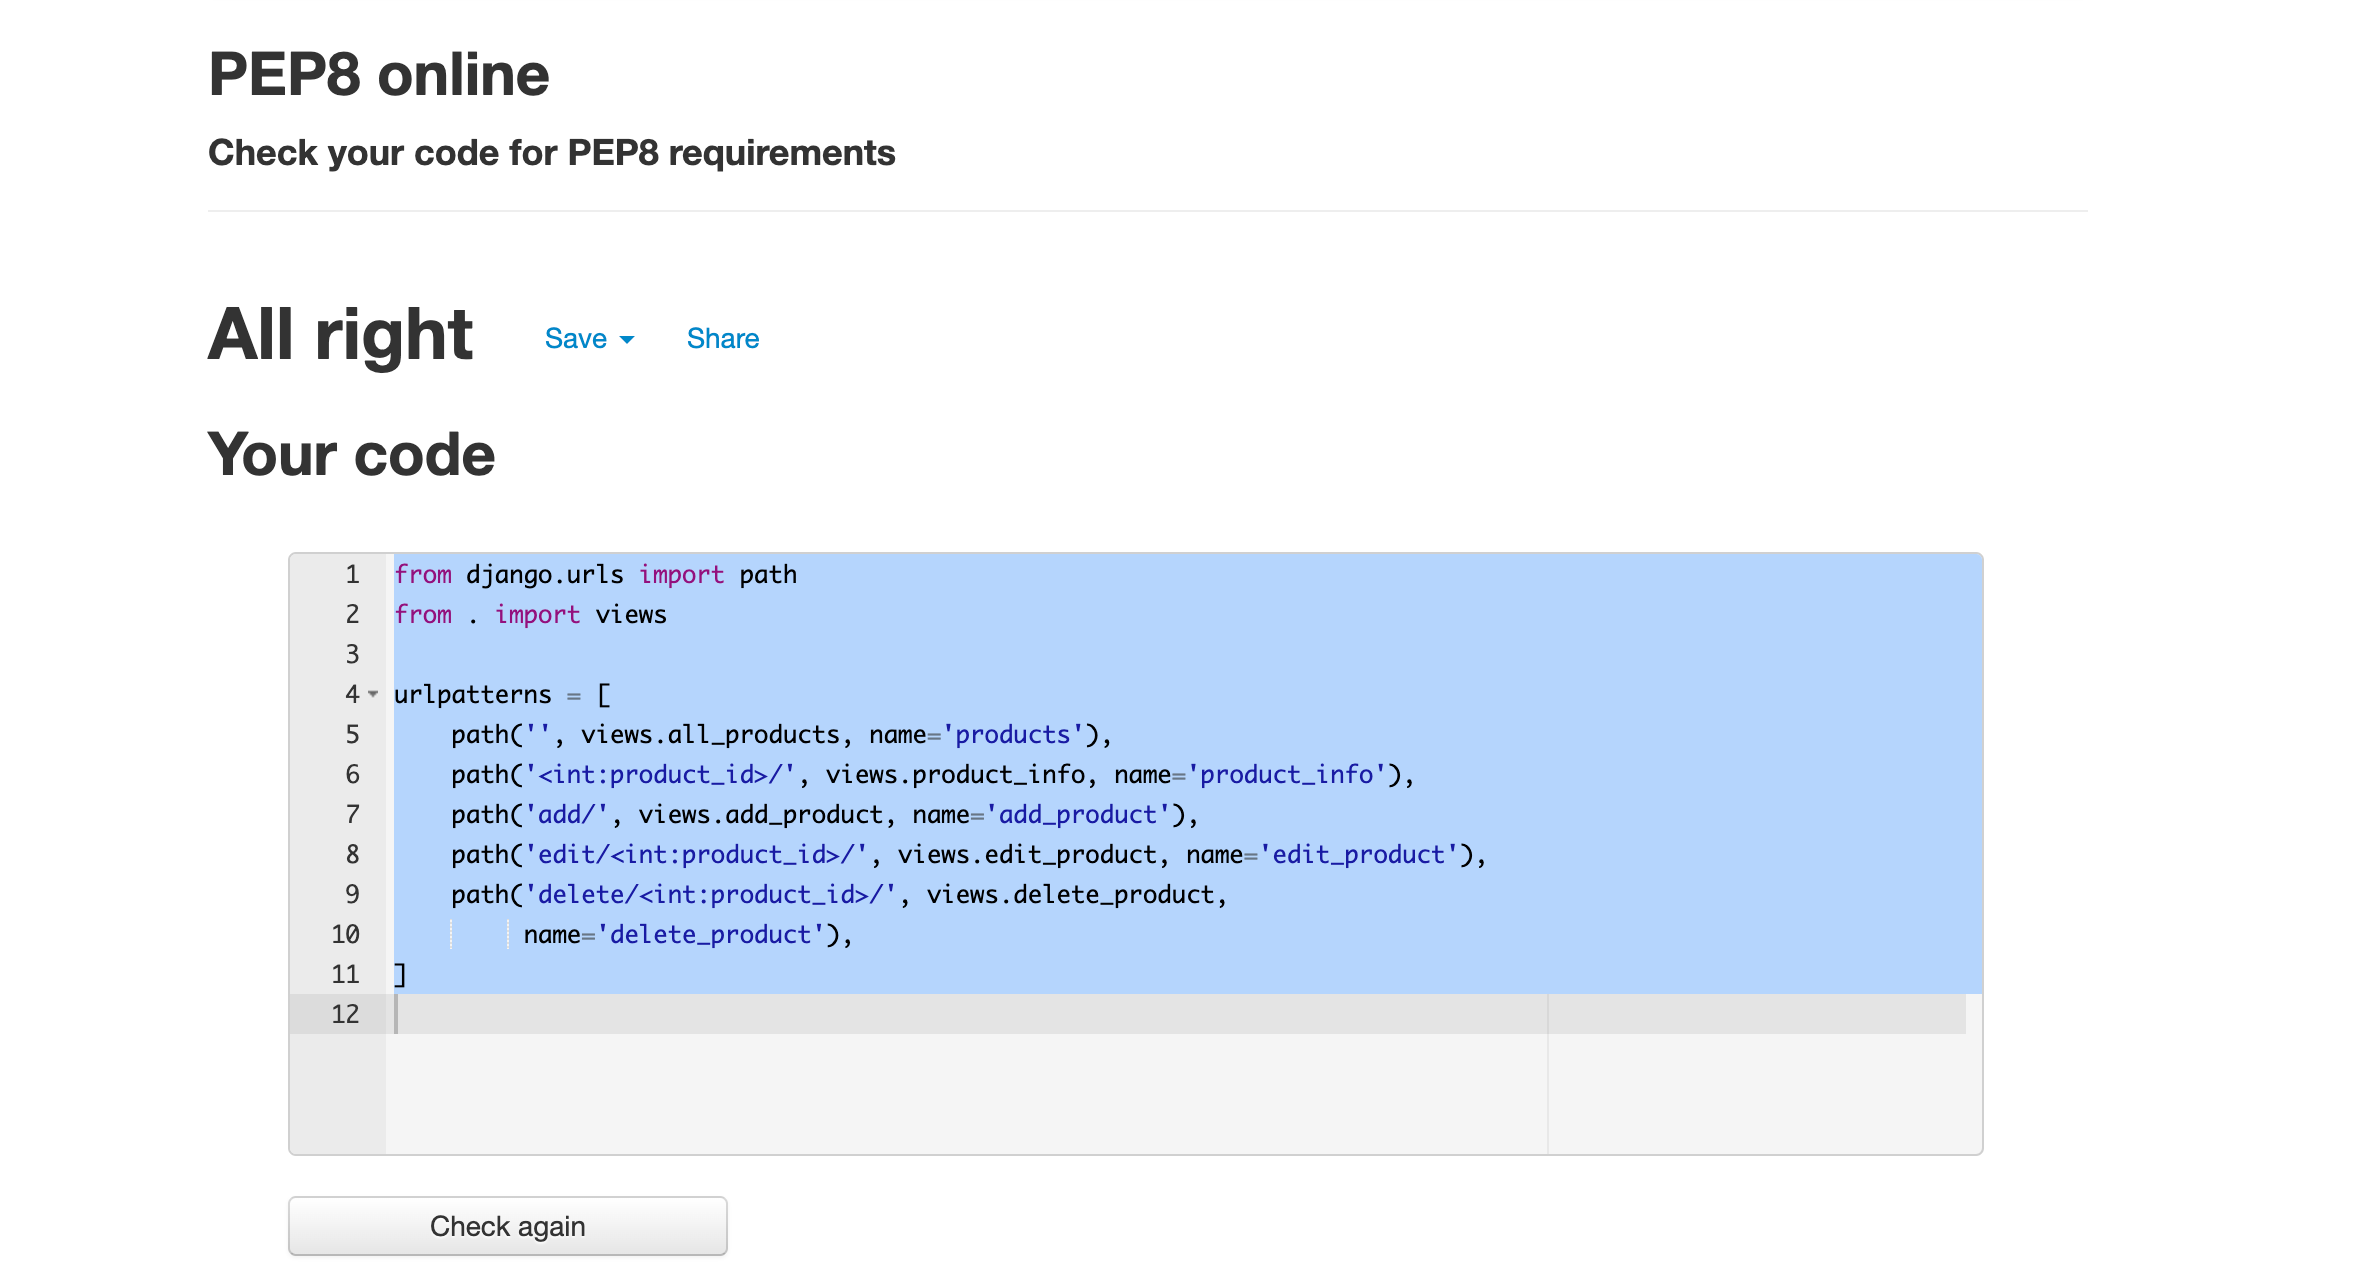 PEP8 online
Check your code for PEP8 requirements
All right Save Share
Your code
1 from django.urls import path
2 from . import views
3
4 urlpatterns = [
5     path('', views.all_products, name='products'),
6     path('<int:product_id>/', views.product_info, name='product_info'),
7     path('add/', views.add_product, name='add_product'),
8     path('edit/<int:product_id>/', views.edit_product, name='edit_product'),
9     path('delete/<int:product_id>/', views.delete_product,
10          name='delete_product'),
11 ]
12
Check again